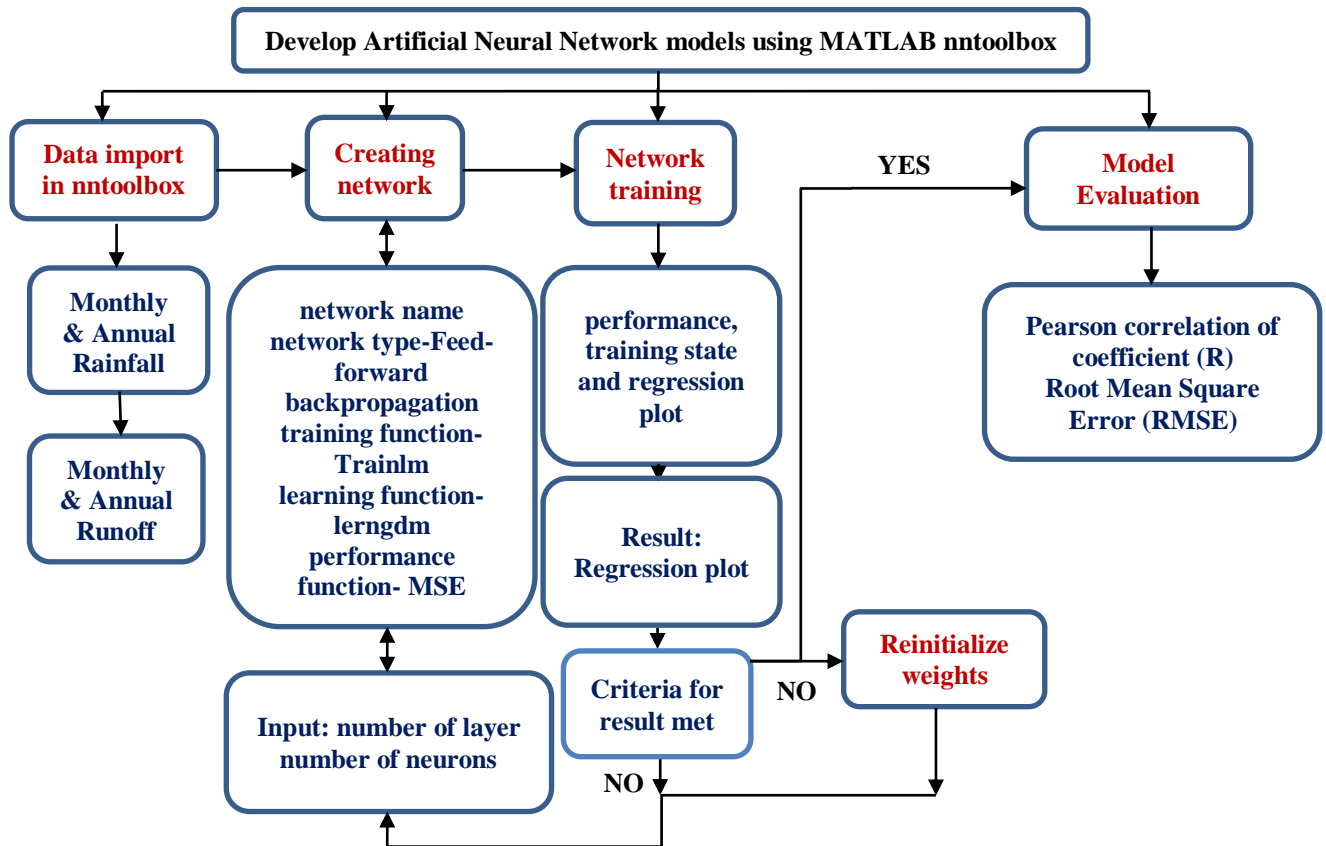 Develop Artificial Neural Network models using MATLAB nntoolbox
Data import
in nntoolbox
Creating
network
Network
training
YES
Model
Evaluation
Monthly
& Annual
Rainfall
Monthly
& Annual
Runoff
network name
network type-Feed-
forward
backpropagation
training function-
Trainlm
learning function-
lerngdm
performance
function- MSE
Input: number of layer
number of neurons
performance,
training state
and regression
plot
Result:
Regression plot
Criteria for
result met
NO
NO
Reinitialize
weights
Pearson correlation of
coefficient (R)
Root Mean Square
Error (RMSE)